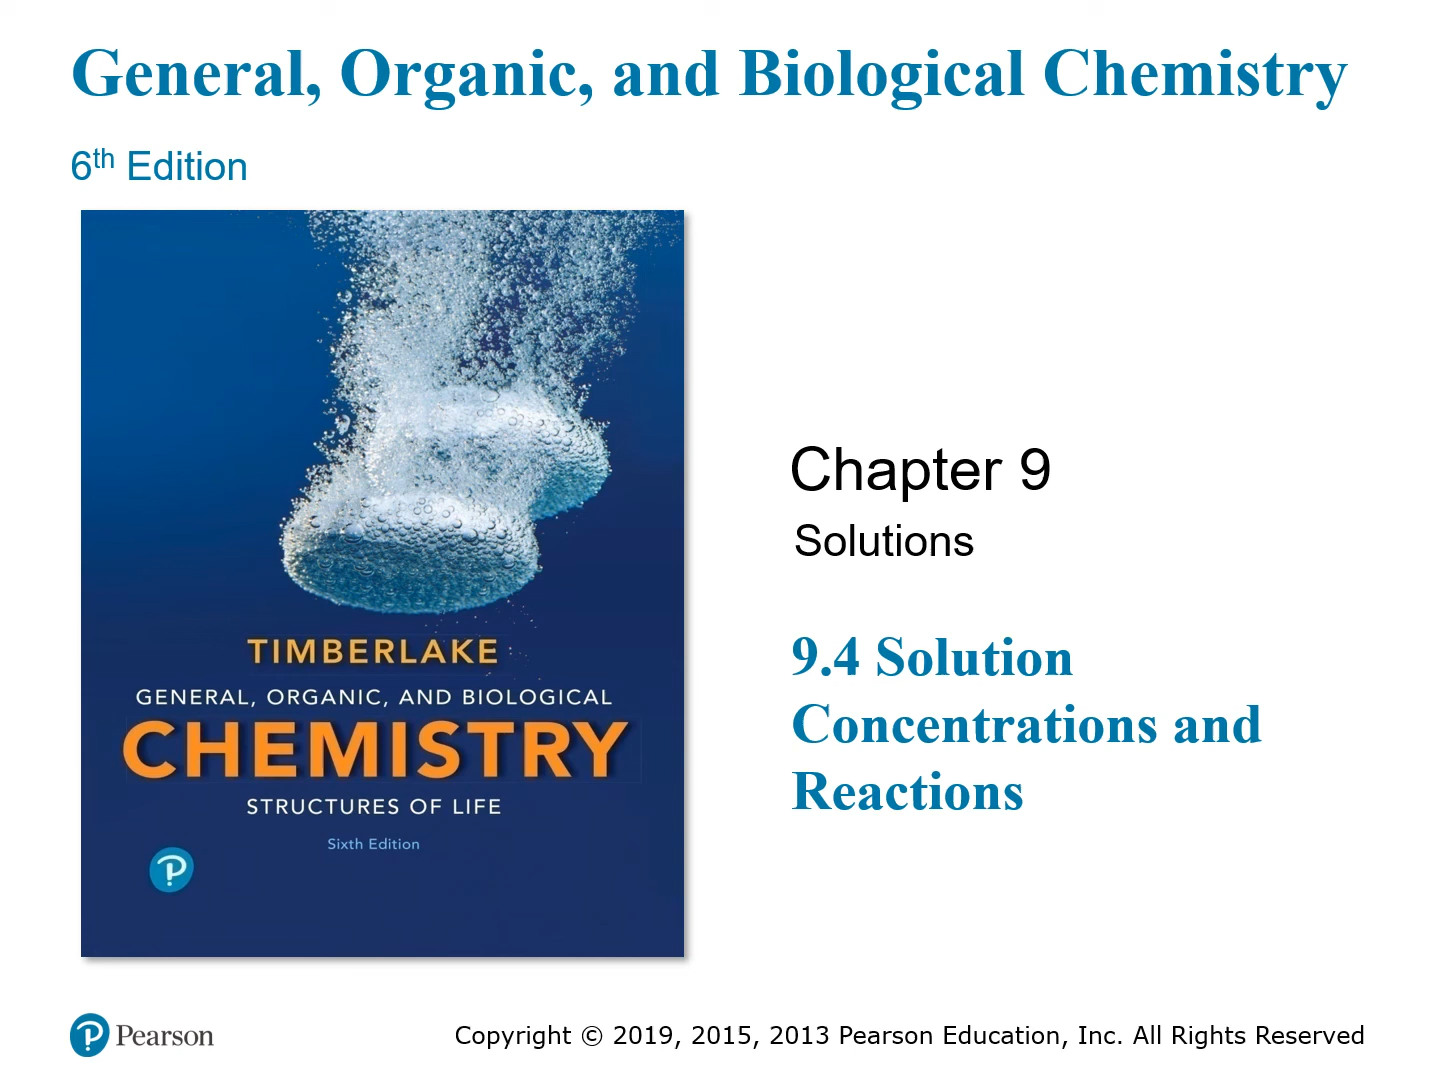 General, Organic, and Biological Chemistry
6th Edition
TIMBERLAKE
GENERAL, ORGANIC, AND BIOLOGICAL
CHEMISTRY
STRUCTURES OF LIFE
Sixth Edition
P
Chapter 9
Solutions
9.4 Solution
Concentrations and
Reactions
P Pearson
Copyright © 2019, 2015, 2013 Pearson Education, Inc. All Rights Reserved